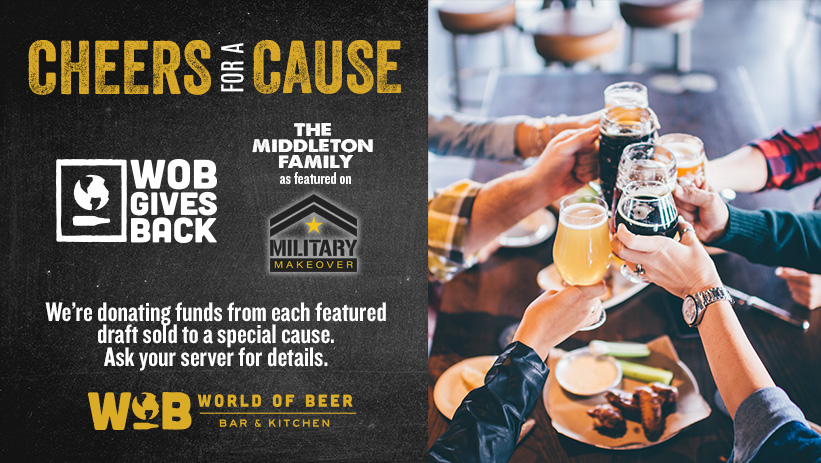 CHEERS FOR A CAUSE
WOB
GIVES
BACK
THE
MIDDLETON
FAMILY
as featured on
MILITARY
MAKEOVER
We’re donating funds from each featured
draft sold to a special cause.
Ask your server for details.
WOB WORLD OF BEER
BAR & KITCHEN